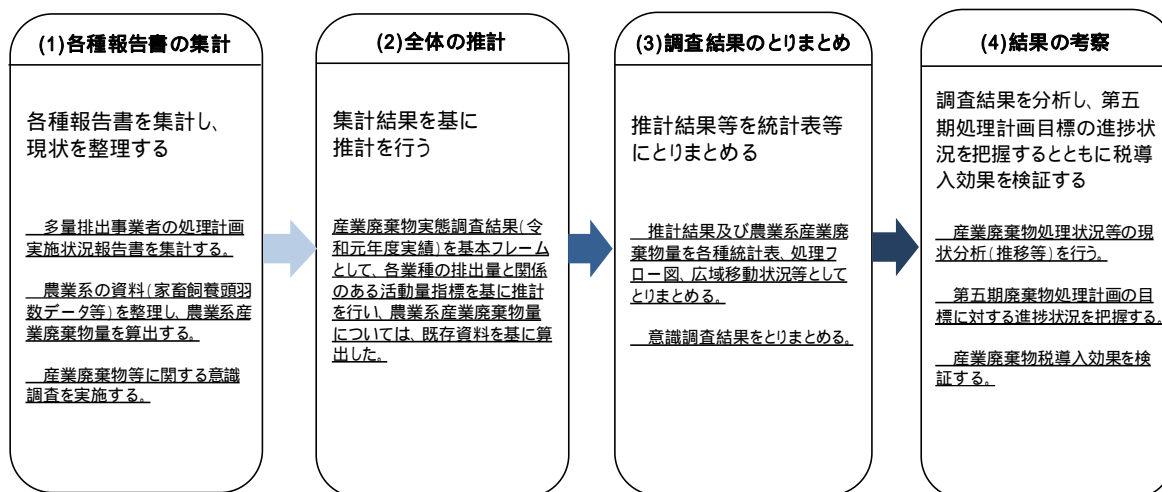 (1)各種報告書の集計
各種報告書を集計し、
現状を整理する
多量排出事業者の処理計画
実施状況報告書を集計する。
農業系の資料(家畜飼養頭羽
数データ等)を整理し、農業系産
業廃棄物量を算出する。
産業廃棄物等に関する意識
調査を実施する。
(2)全体の推計
集計結果を基に
推計を行う
産業廃棄物実態調査結果(令
和元年度実績)を基本フレーム
として、各業種の排出量と関係
のある活動量指標を基に推計
を行い、農業系産業廃棄物量
については、既存資料を基に算
出した。
(3)調査結果のとりまとめ
推計結果等を統計表等
にとりまとめる
推計結果及び農業系産業廃
棄物量を各種統計表、処理フ
ロー図、広域移動状況等として
とりまとめる。
意識調査結果をとりまとめる。
(4)結果の考察
調査結果を分析し、第五
期処理計画目標の進捗状
況を把握するとともに税導
入効果を検証する
産業廃棄物処理状況等の現
状分析(推移等)を行う。
第五期廃棄物処理計画の目
標に対する進捗状況を把握する。
産業廃棄物税導入効果を検
証する。